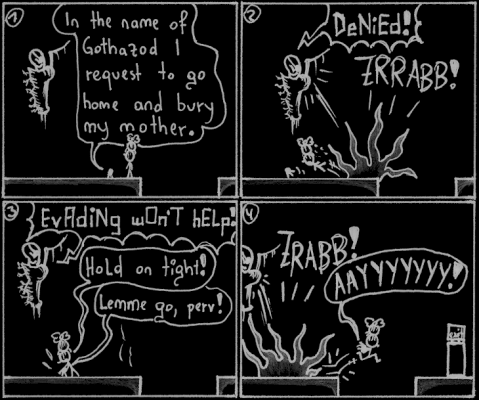 1
In the name of
Gothazod I
request to go
home and bury
my mother.
2
DeNiEd!
ZRRABB!
3
EvAdiNg wOn'T hElp!
Hold on tight!
Lemme go, perv!
4
ZRABB!
AAYYYYYYY!